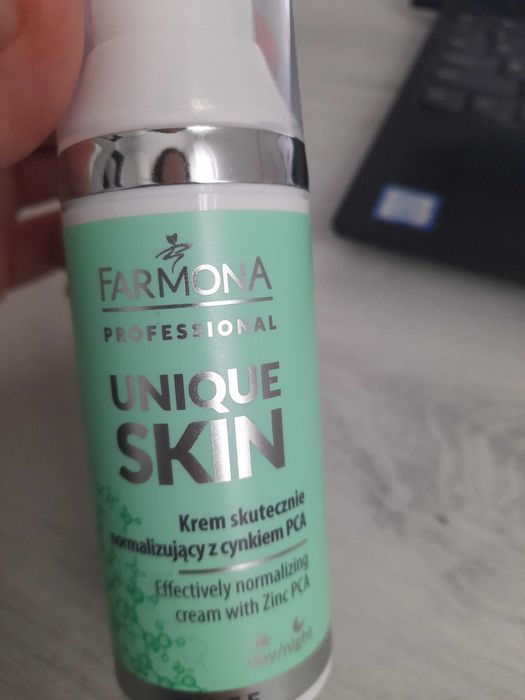 FARMONA
PROFESSIONAL
UNIQUE
SKIN
Krem skutecznie
normalizujący z cynkiem PCA
Effectively normalizing
cream with Zinc PCA
day/night